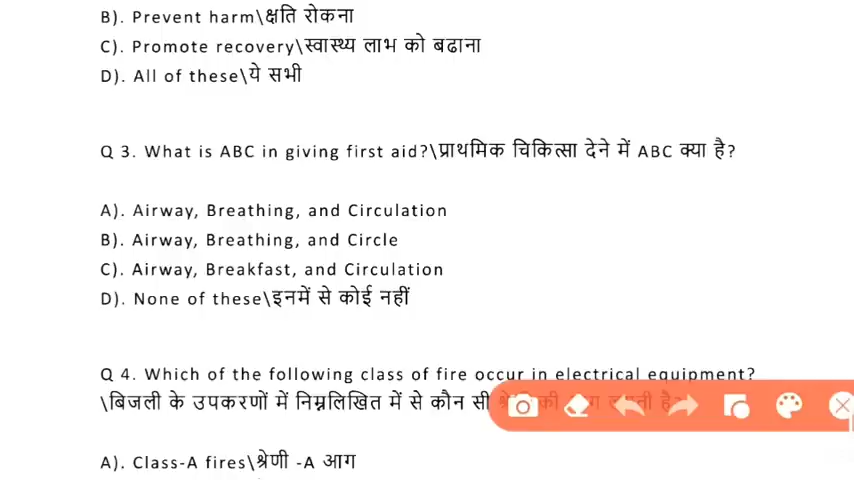 B). Prevent harm\क्षति रोकना
C). Promote recovery\स्वास्थ्य लाभ को बढाना
D). All of these\ये सभी
Q 3. What is ABC in giving first aid?\प्राथमिक चिकित्सा देने में ABC क्या है?
A). Airway, Breathing, and Circulation
B). Airway, Breathing, and Circle
C). Airway, Breakfast, and Circulation
D). None of these\इनमें से कोई नहीं
Q 4. Which of the following class of fire occur in electrical equipment?
\बिजली के उपकरणों में निम्नलिखित में से कौन सी
A). Class-A fires\श्रेणी -A आग